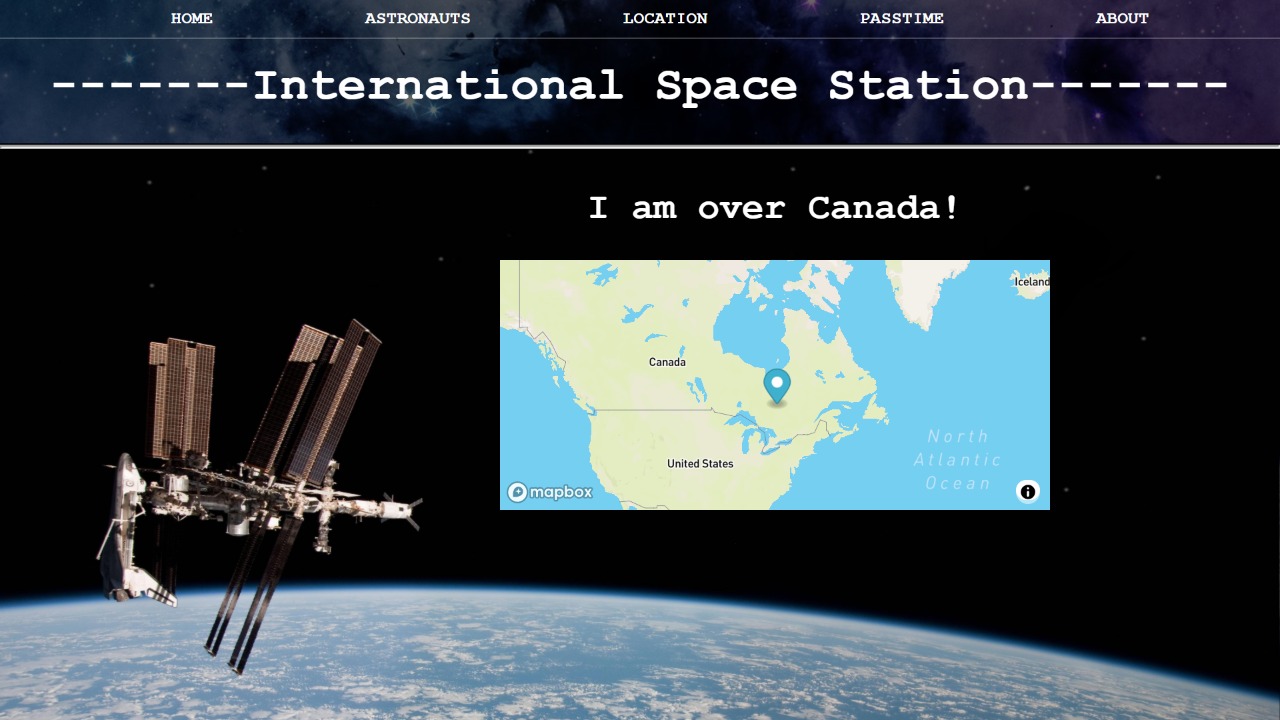 HOME ASTRONAUTS LOCATION PASSTIME ABOUT
-------International Space Station-------
I am over Canada!
Iceland
Canada
North
Atlantic
Ocean
United States
mapbox